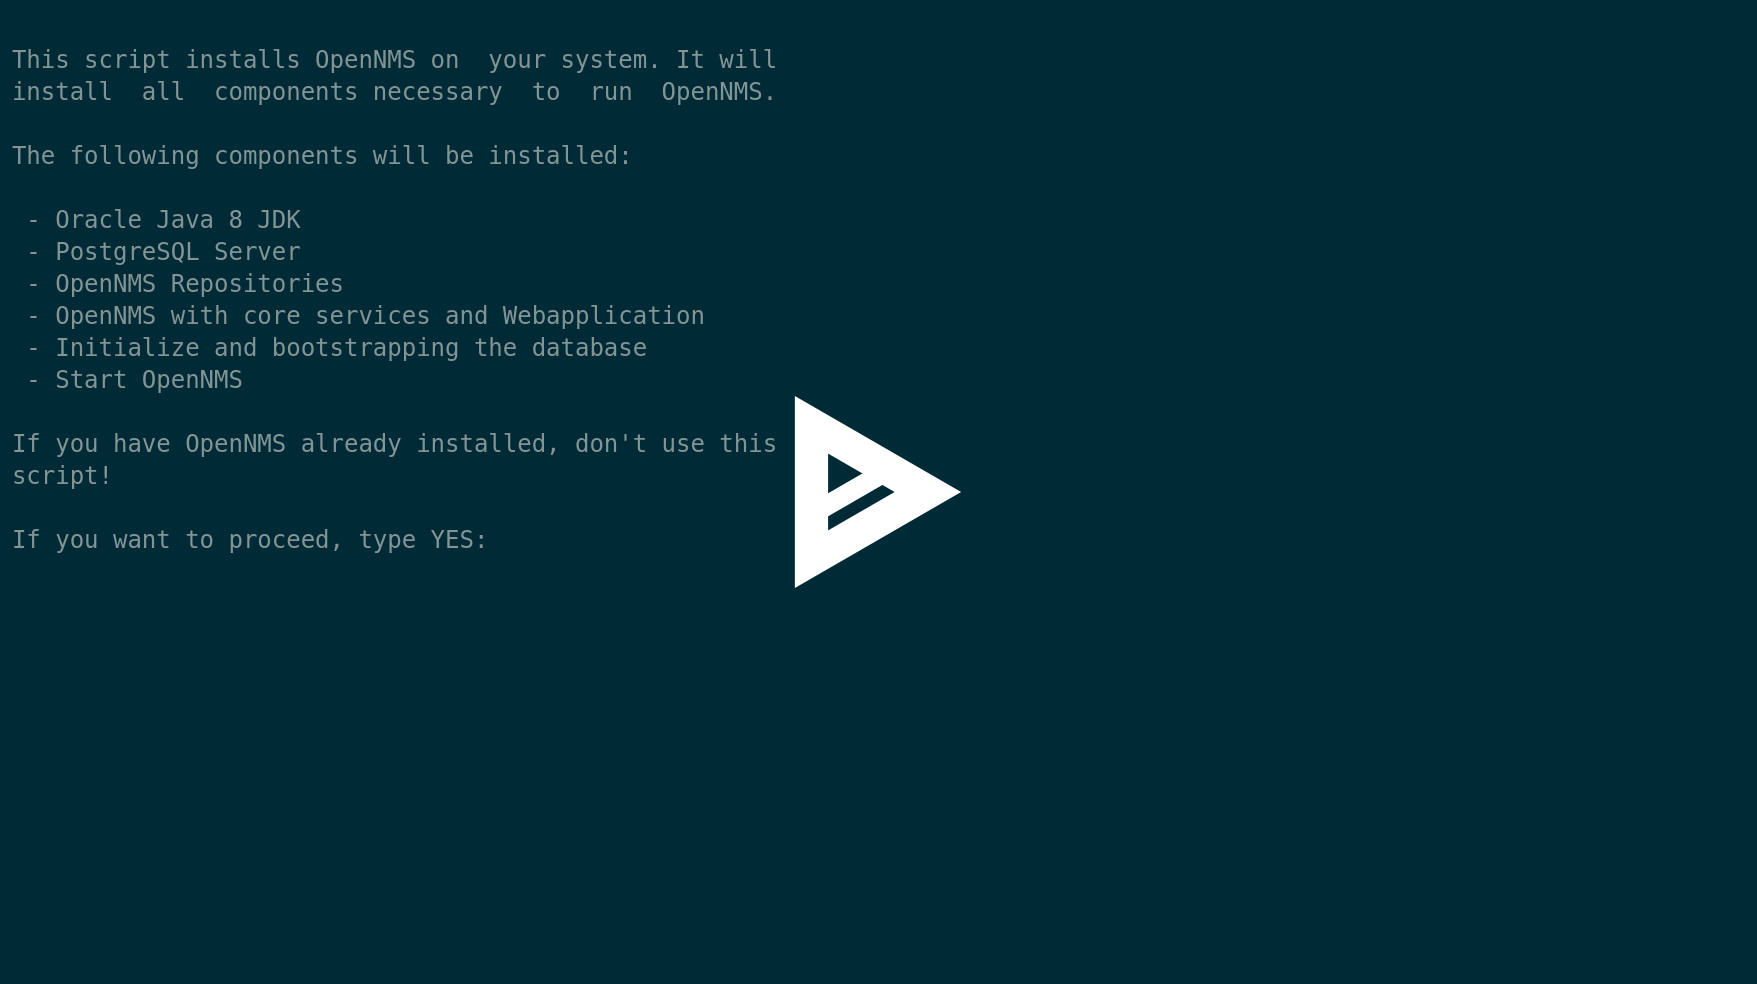 This script installs OpenNMS on  your system. It will
install  all  components necessary  to  run  OpenNMS.
The following components will be installed:
- Oracle Java 8 JDK
- PostgreSQL Server
- OpenNMS Repositories
- OpenNMS with core services and Webapplication
- Initialize and bootstrapping the database
- Start OpenNMS
If you have OpenNMS already installed, don't use this
script!
If you want to proceed, type YES: